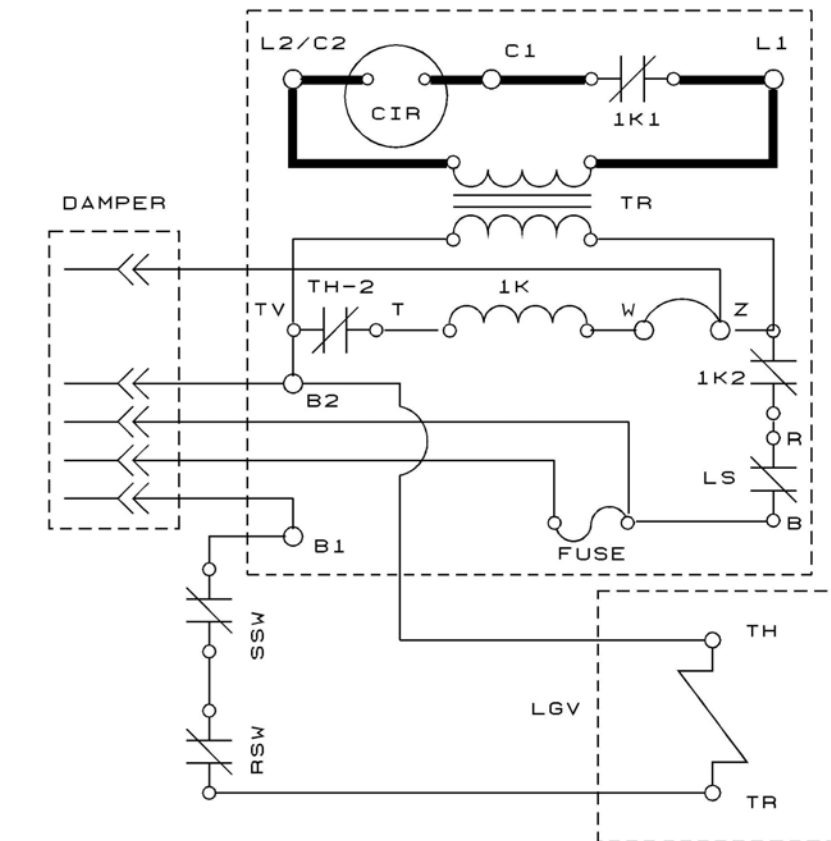 L2/C2
C1
L1
CIR
1K1
DAMPER
TR
TH-2
1K
TV
T
W
Z
1K2
B2
R
LS
B
FUSE
B1
SSW
TH
LGV
RSW
TR